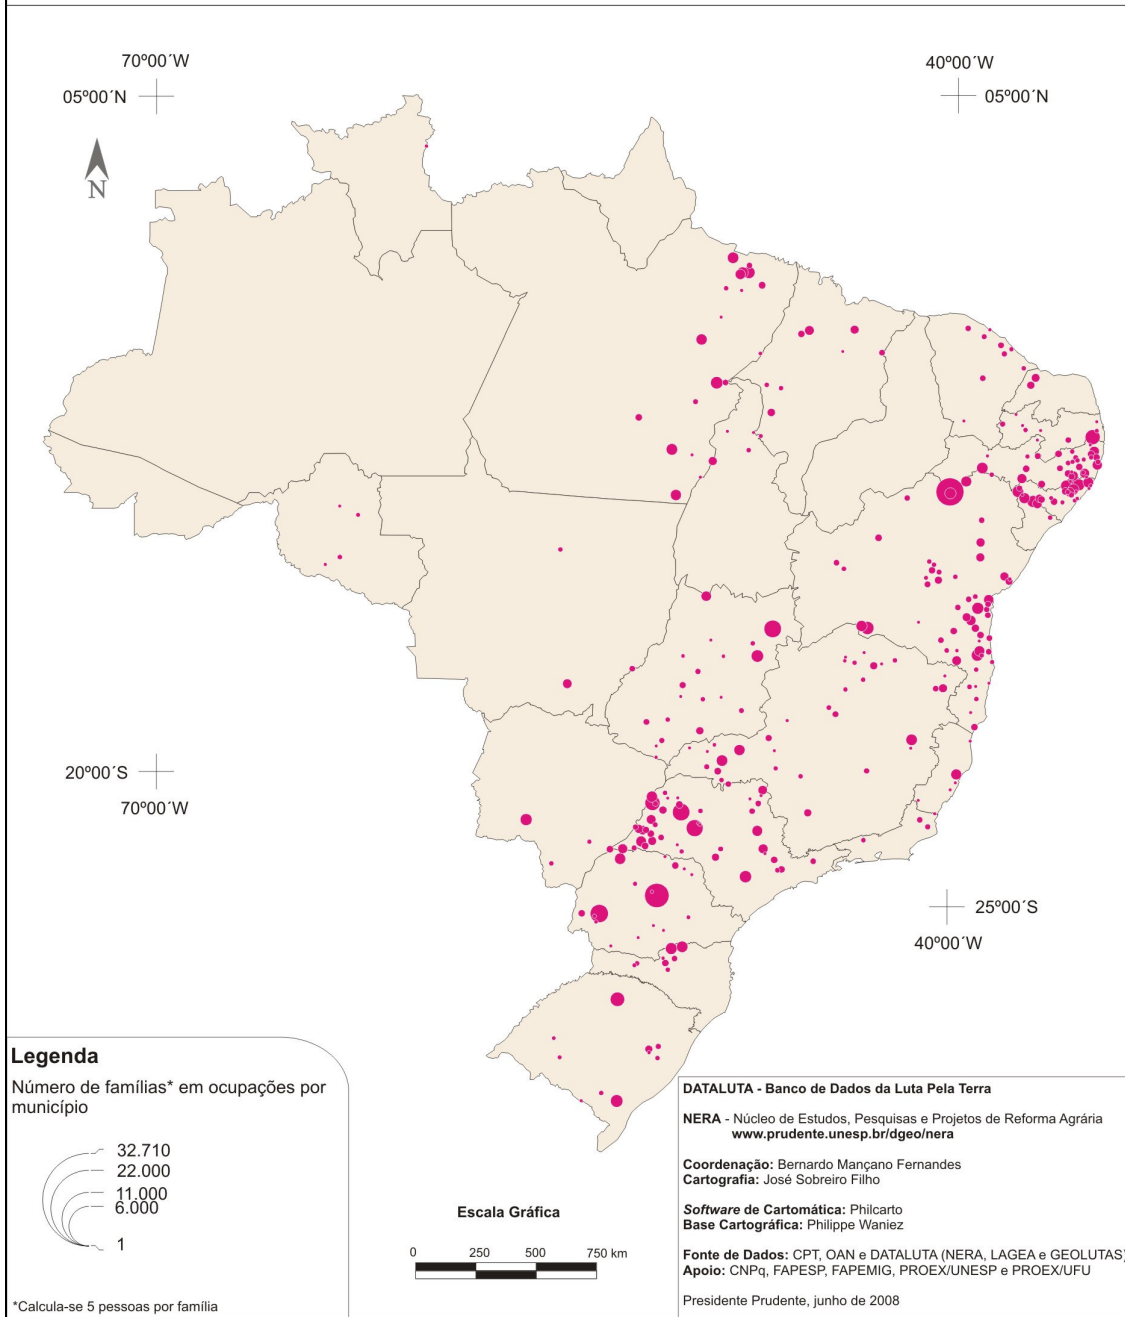 70º00´W
40º00´W
05º00´N
05º00´N
N
20º00´S
70º00´W
25º00´S
40º00´W
Legenda
Número de famílias* em ocupações por
município
32.710
22.000
11.000
6.000
1
*Calcula-se 5 pessoas por família
Escala Gráfica
0 250 500 750 km
DATALUTA - Banco de Dados da Luta Pela Terra
NERA - Núcleo de Estudos, Pesquisas e Projetos de Reforma Agrária
www.prudente.unesp.br/dgeo/nera
Coordenação: Bernardo Mançano Fernandes
Cartografia: José Sobreiro Filho
Software de Cartomática: Philcarto
Base Cartográfica: Philippe Waniez
Fonte de Dados: CPT, OAN e DATALUTA (NERA, LAGEA e GEOLUTAS)
Apoio: CNPq, FAPESP, FAPEMIG, PROEX/UNESP e PROEX/UFU
Presidente Prudente, junho de 2008